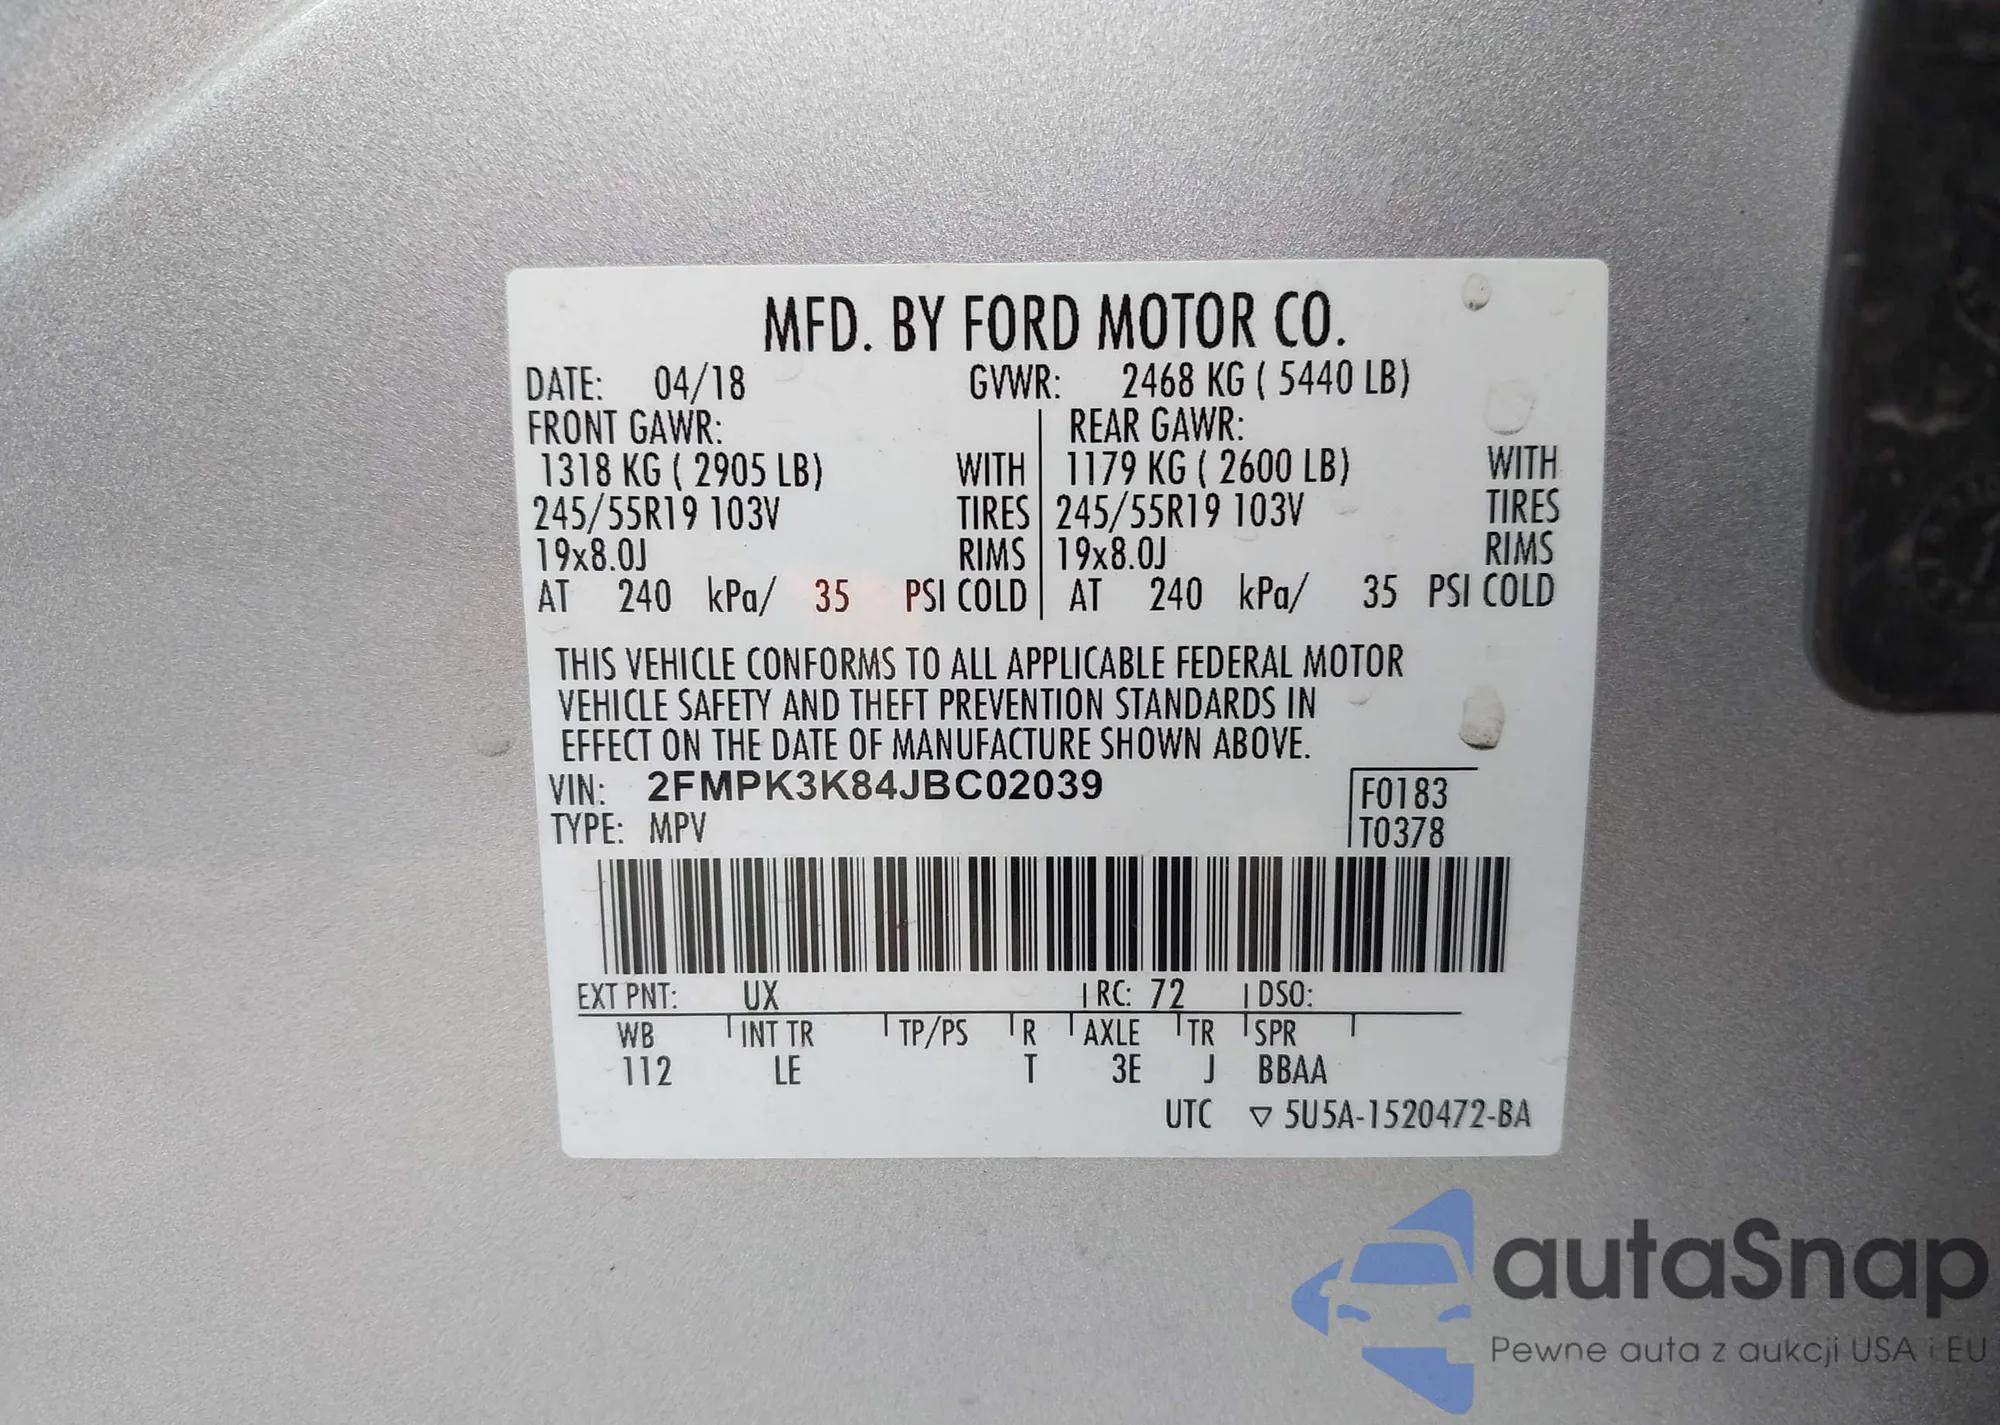 MFD. BY FORD MOTOR CO.
DATE: 04/18 GVWR: 2468 KG ( 5440 LB)
FRONT GAWR: REAR GAWR:
1318 KG ( 2905 LB) WITH 1179 KG ( 2600 LB) WITH
245/55R19 103V TIRES 245/55R19 103V TIRES
19x8.0J RIMS 19x8.0J RIMS
AT 240 kPa/ 35 PSI COLD AT 240 kPa/ 35 PSI COLD
THIS VEHICLE CONFORMS TO ALL APPLICABLE FEDERAL MOTOR
VEHICLE SAFETY AND THEFT PREVENTION STANDARDS IN
EFFECT ON THE DATE OF MANUFACTURE SHOWN ABOVE.
VIN: 2FMPK3K84JBC02039 F0183
TYPE: MPV T0378
EXT PNT: UX RC: 72 DSO:
WB INT TR TP/PS R AXLE TR SPR
112 LE T 3E J BBAA
UTC ▽ 5U5A-1520472-BA
autaSnap
Pewne auta z aukcji USA i EU